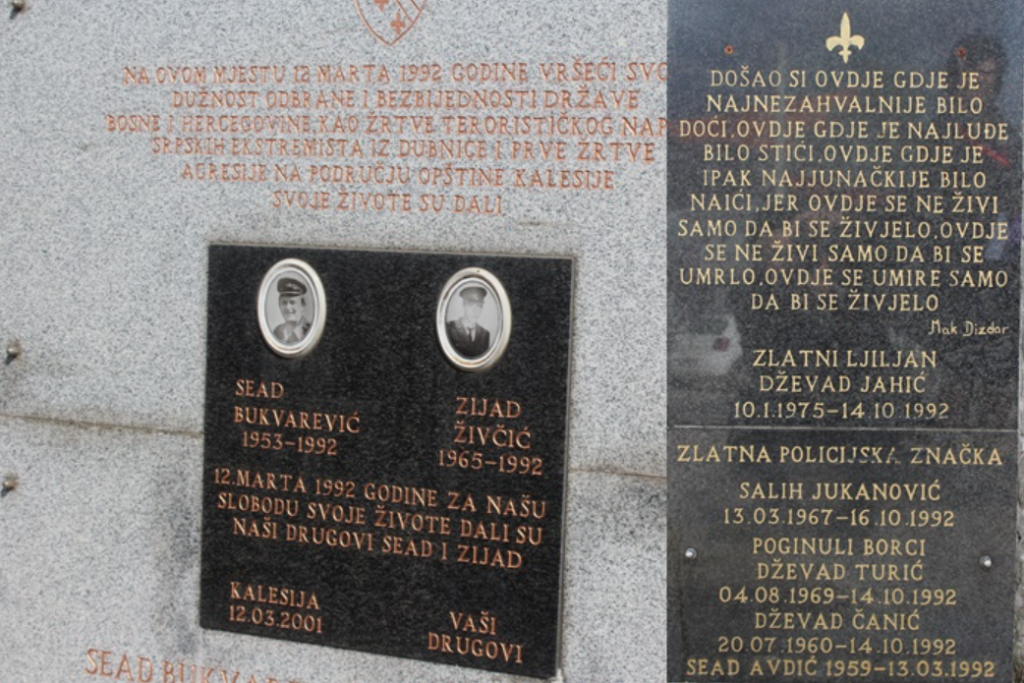 NA OVOM MJESTU 12 MARTA 1992 GODINE VRŠEĆI SVO
DUŽNOST ODBRANE I BEZBIJEDNOSTI DRŽAVE
BOSNE I HERCEGOVINE, KAO ŽRTVE TERORISTIČKOG NAP
SRPSKIH EKSTREMISTA IZ DUBNICE I PRVE ŽRTVE
AGRESIJE NA PODRUČJU OPŠTINE KALESIJE
SVOJE ŽIVOTE SU DALI
SEAD
BUKVAREVIĆ
1953-1992
ZIJAD
ŽIVČIĆ
1965-1992
12.MARTA 1992 GODINE ZA NAŠU
SLOBODU SVOJE ŽIVOTE DALI SU
NAŠI DRUGOVI SEAD I ZIJAD
KALESIJA
12.03.2001
VAŠI
DRUGOVI
SEAD BUKVAR
DOŠAO SI OVDJE GDJE JE
NAJNEZAHVALNIJE BILO
DOĆI,OVDJE GDJE JE NAJLUĐE
BILO STIĆI,OVDJE GDJE JE
IPAK NAJJUNAČKIJE BILO
NAIĆI,JER OVDJE SE NE ŽIVI
SAMO DA BI SE ŽIVJELO,OVDJE
SE NE ŽIVI SAMO DA BI SE
UMRLO,OVDJE SE UMIRE SAMO
DA BI SE ŽIVJELO
Mak Dizdar
ZLATNI LJILJAN
DŽEVAD JAHIĆ
10.1.1975-14.10.1992
ZLATNA POLICIJSKA ZNAČKA
SALIH JUKANOVIĆ
13.03.1967-16.10.1992
POGINULI BORCI
DŽEVAD TURIĆ
04.08.1969-14.10.1992
DŽEVAD ČANIĆ
20.07.1960-14.10.1992
SEAD AVDIĆ 1959-13.03.1992